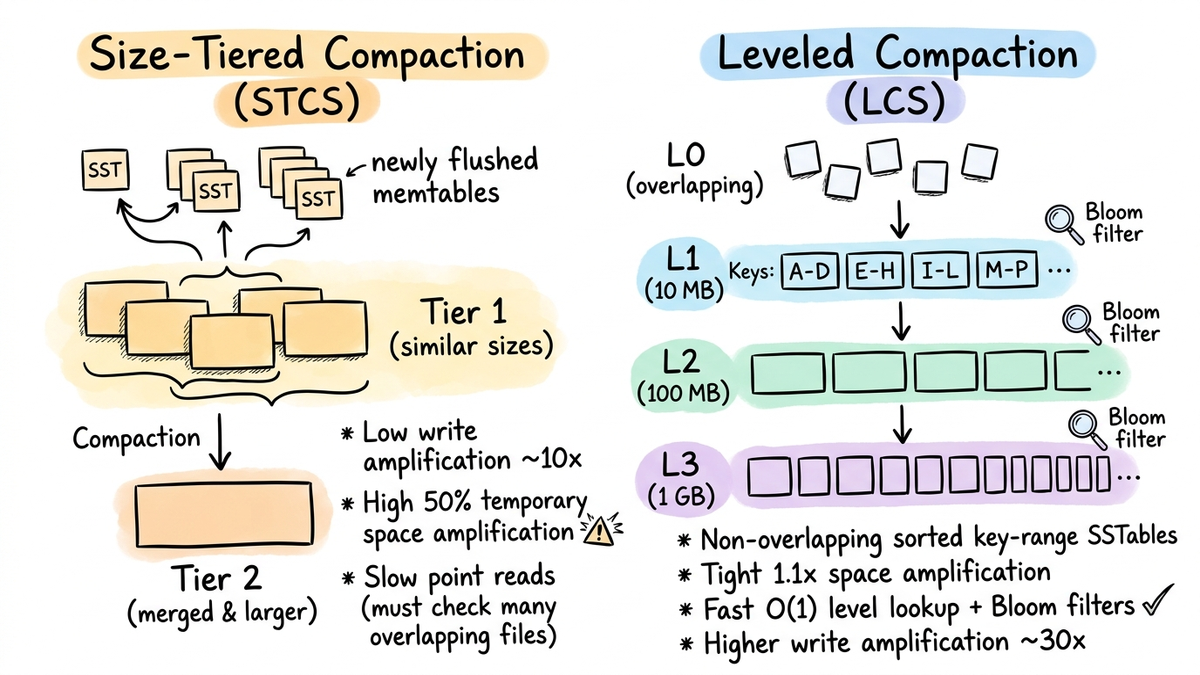 Size-Tiered Compaction
(STCS)
SST
SST
SST
newly flushed
memtables
Tier 1
(similar sizes)
Compaction
Tier 2
(merged & larger)
* Low write
amplification ~10x
* High 50% temporary
space amplification
* Slow point reads
(must check many
overlapping files)
Leveled Compaction
(LCS)
L0
(overlapping)
Bloom
filter
L1
(10 MB)
Keys: A-D E-H I-L M-P ...
Bloom
filter
L2
(100 MB)
...
Bloom
filter
L3
(1 GB)
...
* Non-overlapping sorted key-range SSTables
* Tight 1.1x space amplification
* Fast O(1) level lookup + Bloom filters ✓
* Higher write amplification ~30x